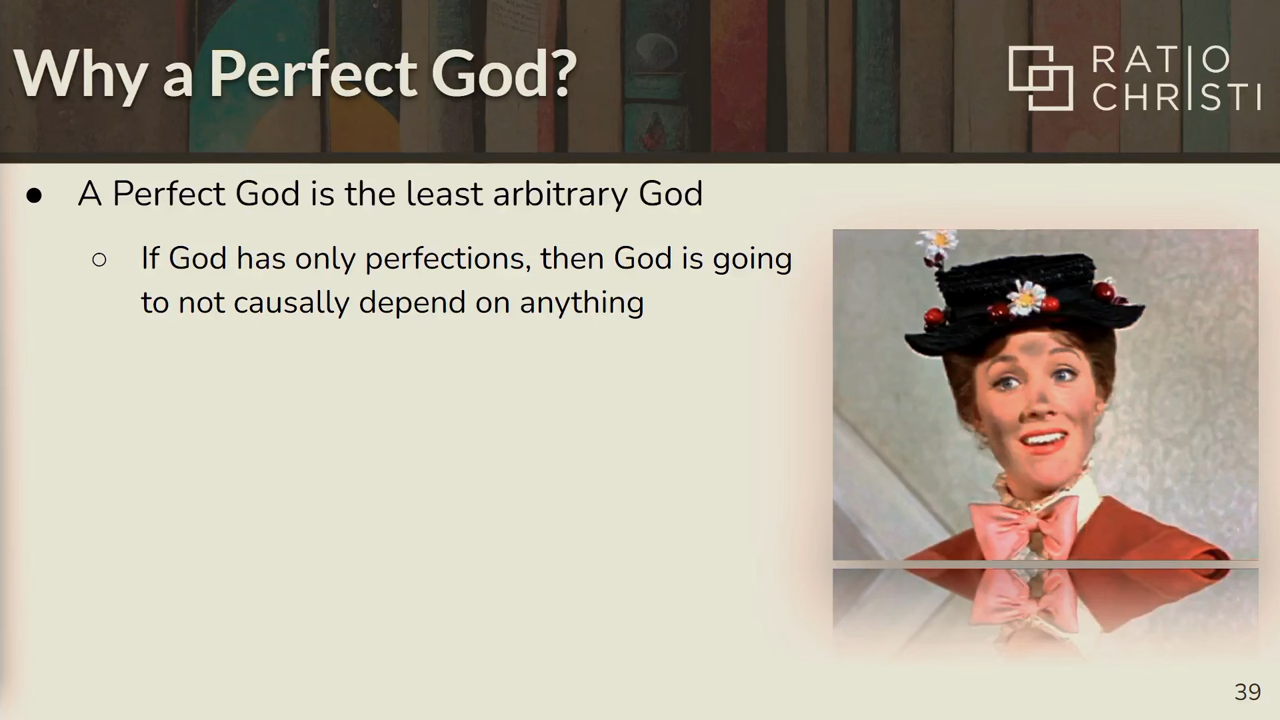 Why a Perfect God?
RATIO
CHRISTI
● A Perfect God is the least arbitrary God
○ If God has only perfections, then God is going
to not causally depend on anything
39